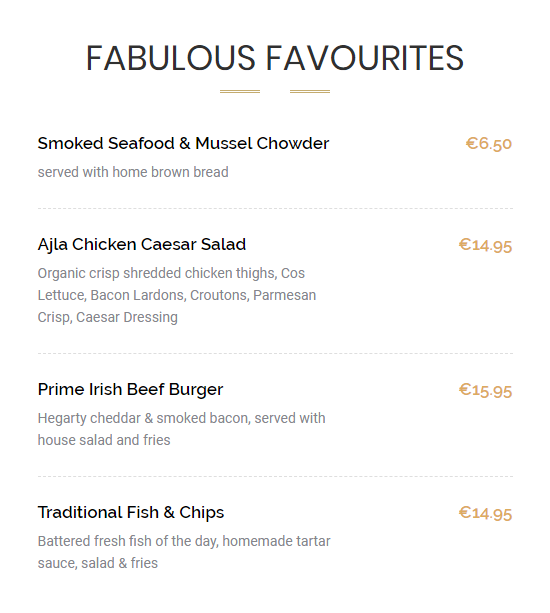 FABULOUS FAVOURITES
Smoked Seafood & Mussel Chowder €6.50
served with home brown bread
Ajla Chicken Caesar Salad €14.95
Organic crisp shredded chicken thighs, Cos
Lettuce, Bacon Lardons, Croutons, Parmesan
Crisp, Caesar Dressing
Prime Irish Beef Burger €15.95
Hegarty cheddar & smoked bacon, served with
house salad and fries
Traditional Fish & Chips €14.95
Battered fresh fish of the day, homemade tartar
sauce, salad & fries